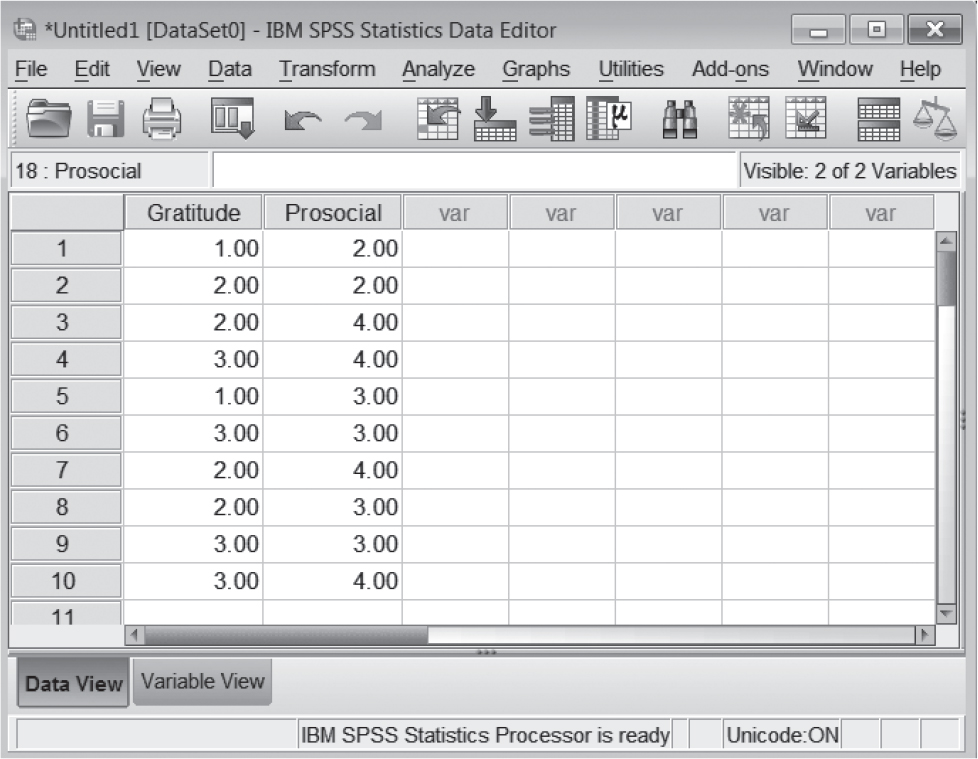 *Untitled1 [DataSet0] - IBM SPSS Statistics Data Editor
File Edit View Data Transform Analyze Graphs Utilities Add-ons Window Help
μ
18 : Prosocial Visible: 2 of 2 Variables
Gratitude Prosocial var var var var var
1 1.00 2.00
2 2.00 2.00
3 2.00 4.00
4 3.00 4.00
5 1.00 3.00
6 3.00 3.00
7 2.00 4.00
8 2.00 3.00
9 3.00 3.00
10 3.00 4.00
11
Data View Variable View
IBM SPSS Statistics Processor is ready Unicode:ON